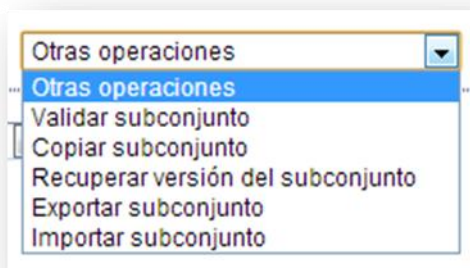 Otras operaciones
Otras operaciones
Validar subconjunto
Copiar subconjunto
Recuperar versión del subconjunto
Exportar subconjunto
Importar subconjunto